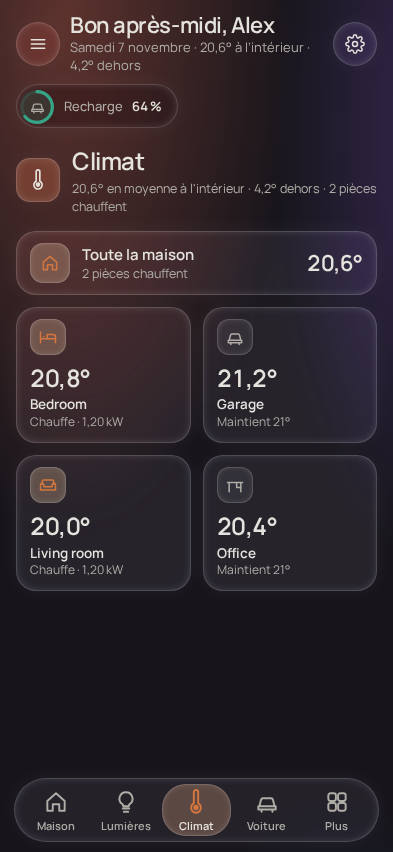 Bon après-midi, Alex
Samedi 7 novembre · 20,6° à l'intérieur ·
4,2° dehors
Recharge 64 %
Climat
20,6° en moyenne à l'intérieur · 4,2° dehors · 2 pièces
chauffent
Toute la maison
2 pièces chauffent
20,6°
20,8°
Bedroom
Chauffe · 1,20 kW
21,2°
Garage
Maintient 21°
20,0°
Living room
Chauffe · 1,20 kW
20,4°
Office
Maintient 21°
Maison
Lumières
Climat
Voiture
Plus